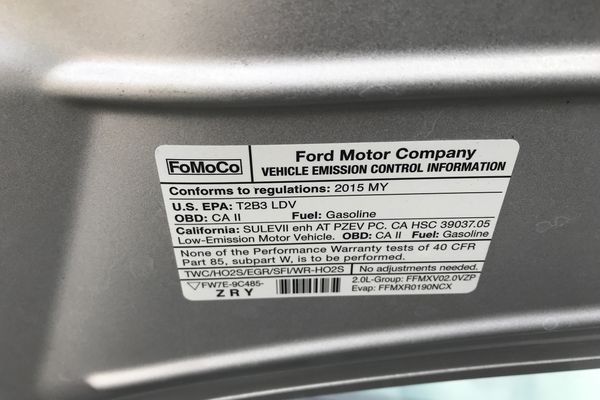 FoMoCo
Ford Motor Company
VEHICLE EMISSION CONTROL INFORMATION
Conforms to regulations: 2015 MY
U.S. EPA: T2B3 LDV
OBD: CA II Fuel: Gasoline
California: SULEVII enh AT PZEV PC. CA HSC 39037.05
Low-Emission Motor Vehicle. OBD: CA II Fuel: Gasoline
None of the Performance Warranty tests of 40 CFR
Part 85, subpart W, is to be used.
TWC/HO2S/EGR/SFI/WR-HO2S No adjustments needed.
FW7E-9C485-
ZRY
2.0L-Group: FFMXV02.0VZP
Evap: FFMXR0190NCX